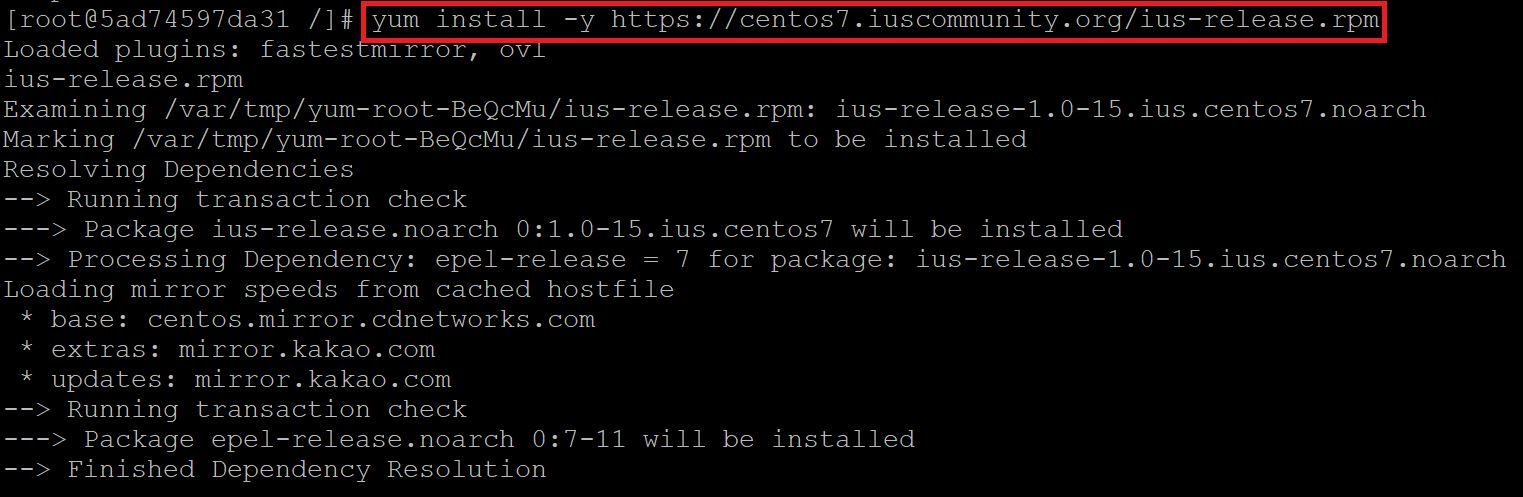 [root@5ad74597da31 /]# yum install -y https://centos7.iuscommunity.org/ius-release.rpm
Loaded plugins: fastestmirror, ovl
ius-release.rpm
Examining /var/tmp/yum-root-BeQcMu/ius-release.rpm: ius-release-1.0-15.ius.centos7.noarch
Marking /var/tmp/yum-root-BeQcMu/ius-release.rpm to be installed
Resolving Dependencies
--> Running transaction check
---> Package ius-release.noarch 0:1.0-15.ius.centos7 will be installed
--> Processing Dependency: epel-release = 7 for package: ius-release-1.0-15.ius.centos7.noarch
Loading mirror speeds from cached hostfile
 * base: centos.mirror.cdnetworks.com
 * extras: mirror.kakao.com
 * updates: mirror.kakao.com
--> Running transaction check
---> Package epel-release.noarch 0:7-11 will be installed
--> Finished Dependency Resolution